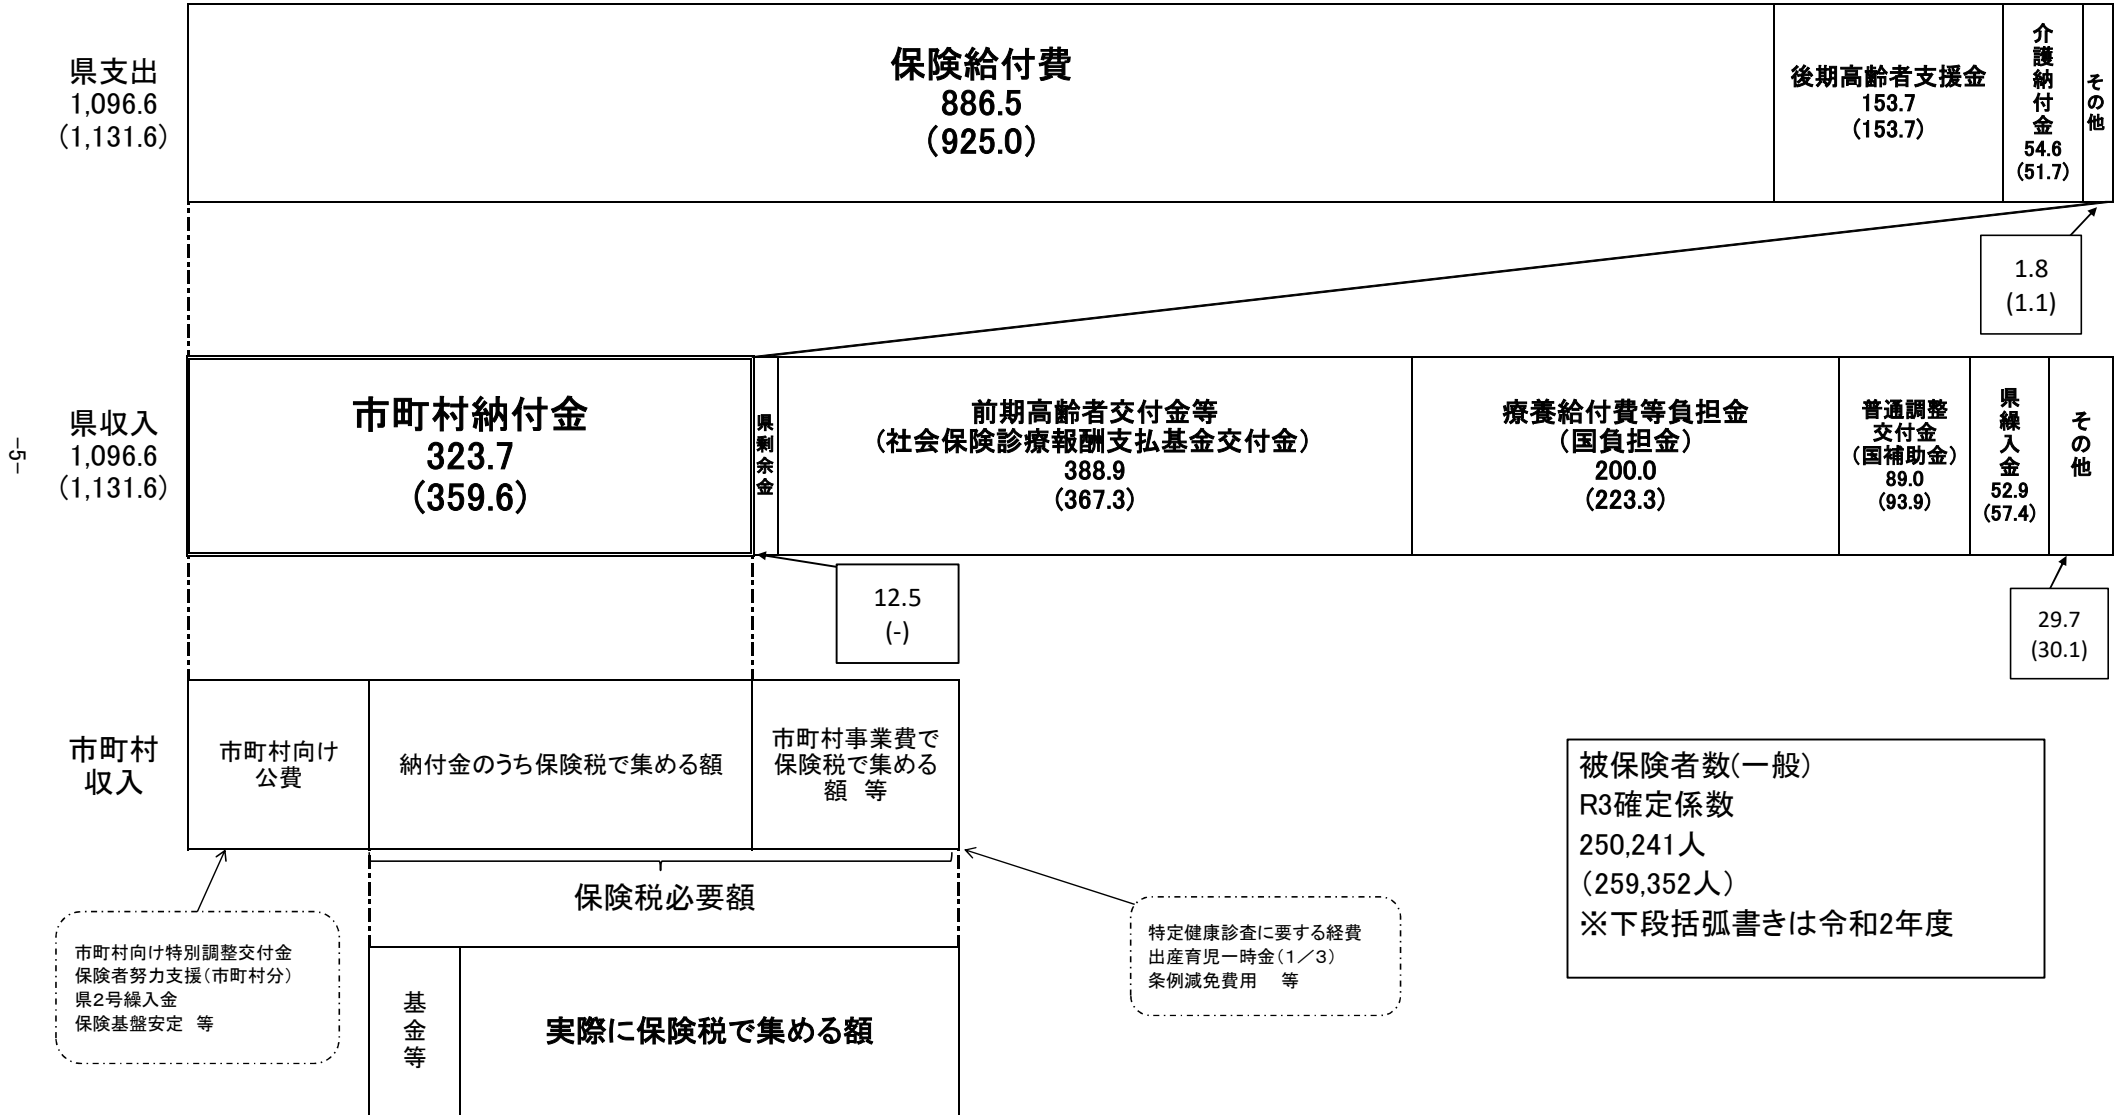 県支出
1,096.6
(1,131.6)
保険給付費
886.5
(925.0)
後期高齢者支援金
153.7
(153.7)
介護納付金
54.6
(51.7)
その他
1.8
(1.1)
県収入
1,096.6
(1,131.6)
市町村納付金
323.7
(359.6)
県剰余金
12.5
(-)
前期高齢者交付金等
(社会保険診療報酬支払基金交付金)
388.9
(367.3)
療養給付費等負担金
(国負担金)
200.0
(223.3)
普通調整
交付金
(国補助金)
89.0
(93.9)
県繰入金
52.9
(57.4)
その他
29.7
(30.1)
-5-
市町村
収入
市町村向け
公費
納付金のうち保険税で集める額
市町村事業費で
保険税で集める
額 等
保険税必要額
市町村向け特別調整交付金
保険者努力支援(市町村分)
県2号繰入金
保険基盤安定 等
特定健康診査に要する経費
出産育児一時金(1/3)
条例減免費用 等
基金等
実際に保険税で集める額
被保険者数(一般)
R3確定係数
250,241人
(259,352人)
※下段括弧書きは令和2年度